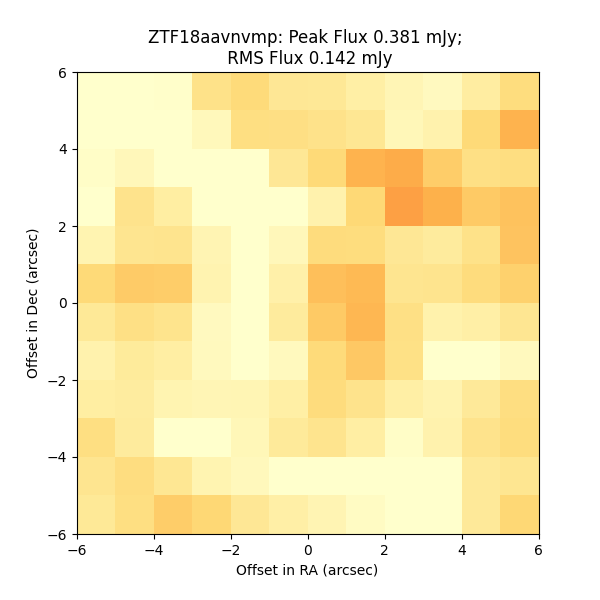 ZTF18aavnvmp: Peak Flux 0.381 mJy;
RMS Flux 0.142 mJy
6
4
2
0
−2
−4
−6
Offset in Dec (arcsec)
−6 −4 −2 0 2 4 6
Offset in RA (arcsec)